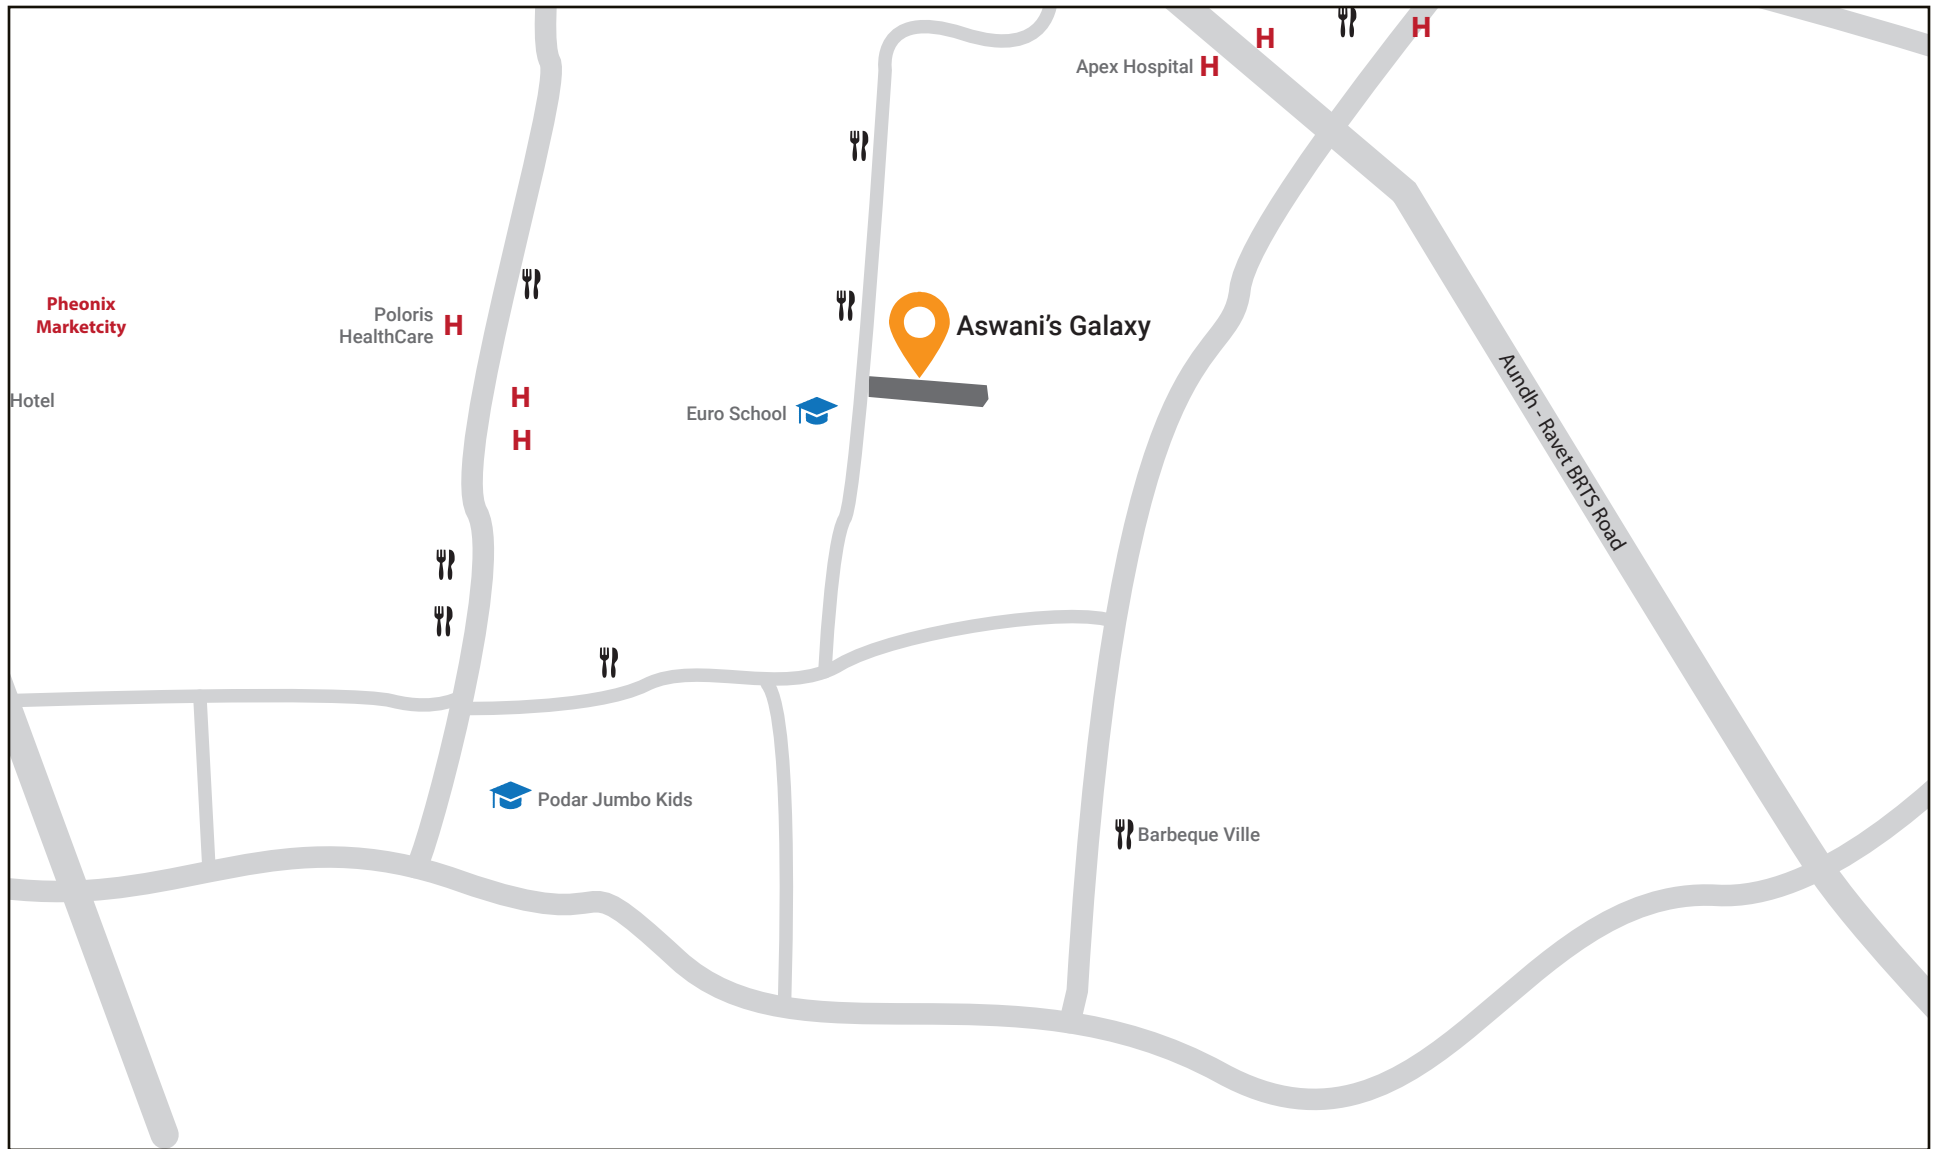 H
H
Apex Hospital H
Pheonix
Marketcity
Poloris
HealthCare
H
Aswani’s Galaxy
Hotel
H
Euro School
H
Aundh - Ravet BRTS Road
Podar Jumbo Kids
Barbeque Ville